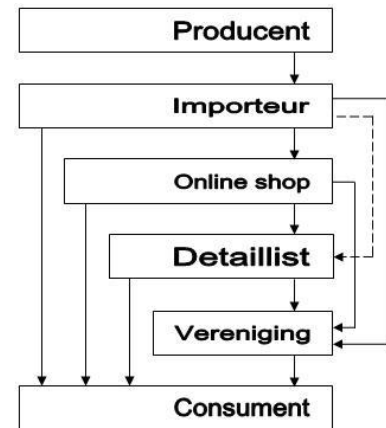 Producent
Importeur
Online shop
Detaillist
Vereniging
Consument